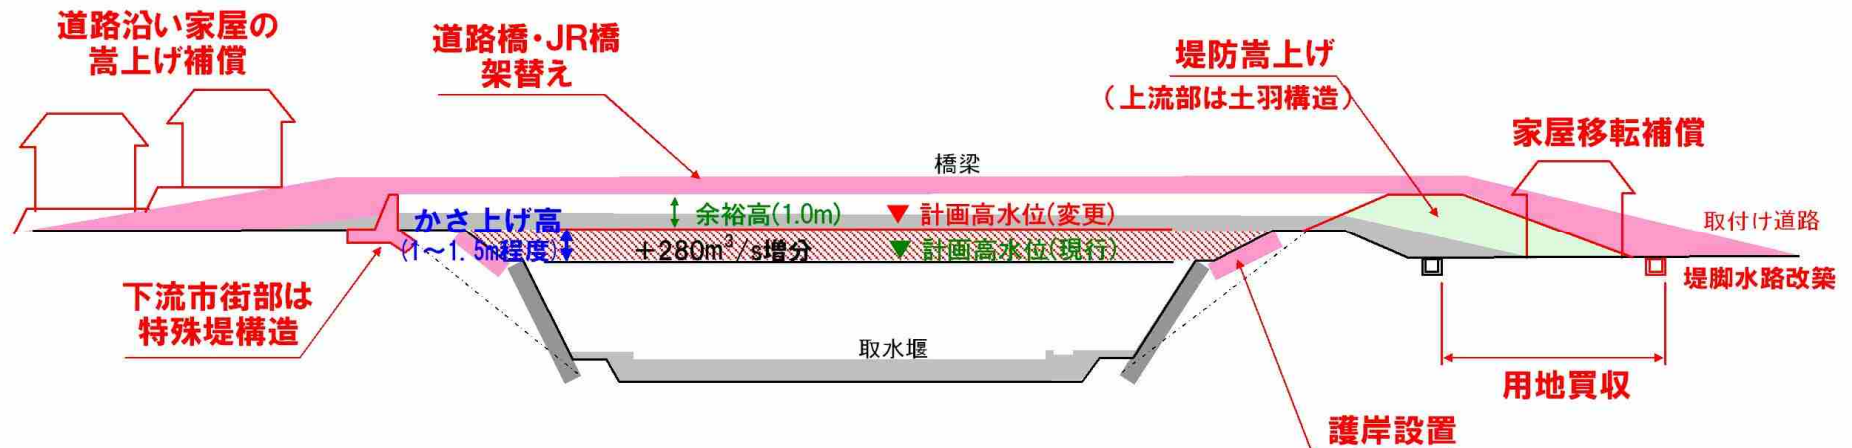 道路沿い家屋の
嵩上げ補償
道路橋・JR橋
架替え
堤防嵩上げ
（上流部は土羽構造）
家屋移転補償
橋梁
かさ上げ高
(1～1.5m程度)
余裕高(1.0m)
▼計画高水位(変更)
＋280m³/s増分
▼計画高水位(現行)
取付け道路
下流市街部は
特殊堤構造
堤脚水路改築
取水堰
用地買収
護岸設置